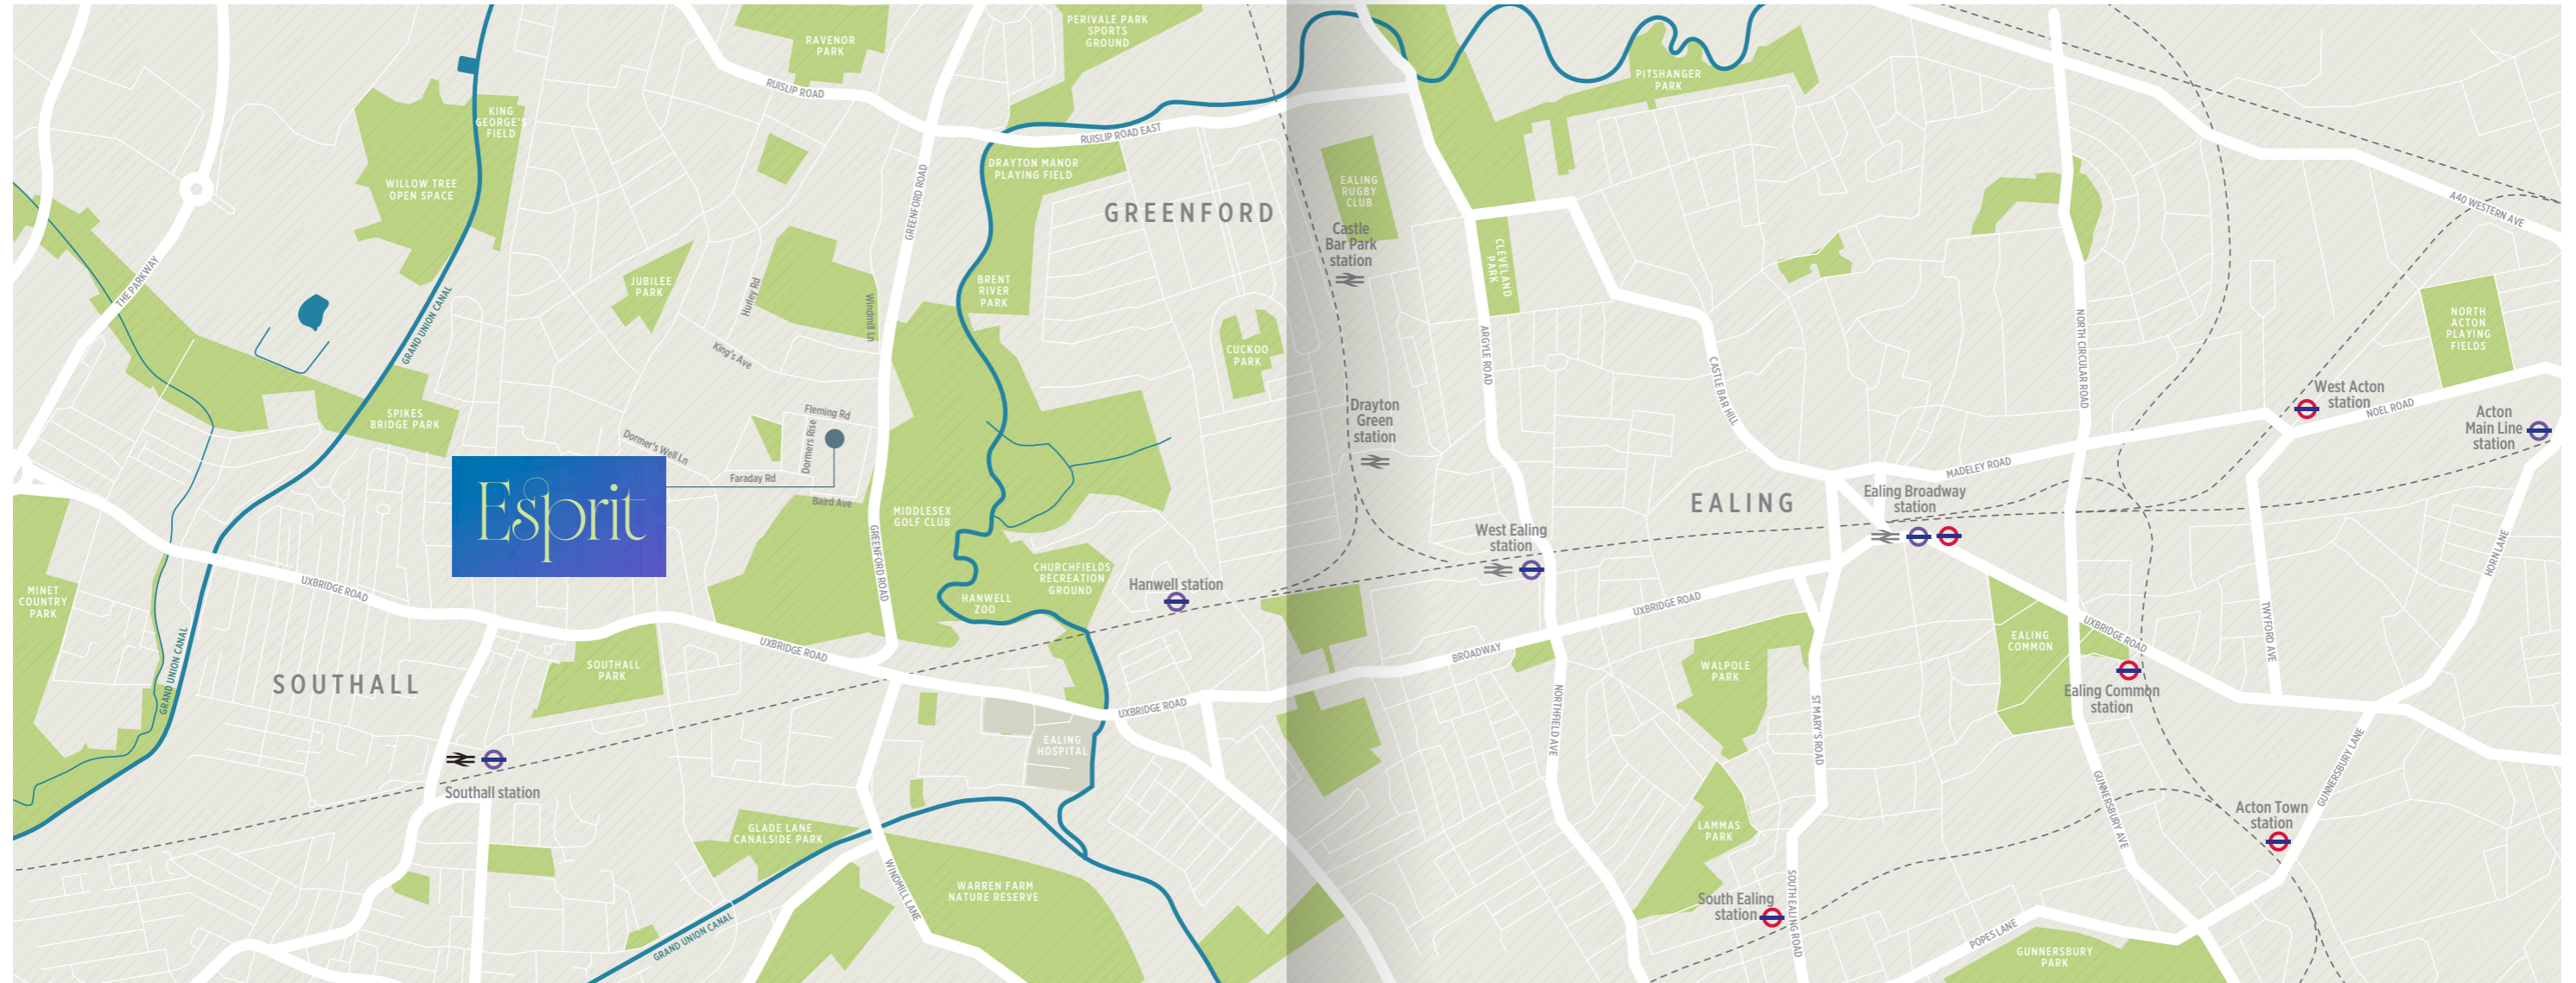 RAVENOR
PARK
PERIVALE PARK
SPORTS
GROUND
RUISLIP ROAD
KING
GEORGE'S
FIELD
WILLOW TREE
OPEN SPACE
RUISLIP ROAD EAST
PITSHANGER
PARK
DRAYTON MANOR
PLAYING FIELD
GREENFORD ROAD
GREENFORD
EALING
RUGBY
CLUB
Castle
Bar Park
station
CLEVELAND
PARK
A40 WESTERN AVE
THE PARKWAY
GRAND UNION CANAL
JUBILEE
PARK
Hurley Rd
Windmill Ln
King's Ave
BRENT
RIVER
PARK
CUCKOO
PARK
ARGYLE ROAD
CASTLE BAR HILL
NORTH CIRCULAR ROAD
NORTH
ACTON
PLAYING
FIELDS
SPIKES
BRIDGE PARK
Fleming Rd
Dormers Rise
Dormer's Well Ln
Faraday Rd
Baird Ave
Esprit
Drayton
Green
station
West Acton
station
NOEL ROAD
Acton
Main Line
station
MADELEY ROAD
EALING
Ealing Broadway
station
West Ealing
station
MIDDLESEX
GOLF CLUB
GREENFORD ROAD
CHURCHFIELDS
RECREATION
GROUND
HANWELL
ZOO
Hanwell station
MINET
COUNTRY
PARK
UXBRIDGE ROAD
GRAND UNION CANAL
SOUTHALL
SOUTHALL
PARK
UXBRIDGE ROAD
UXBRIDGE ROAD
BROADWAY
UXBRIDGE ROAD
WALPOLE
PARK
EALING
COMMON
UXBRIDGE ROAD
Ealing Common
station
TWYFORD AVE
HORN LANE
EALING
HOSPITAL
NORTHFIELD AVE
ST MARY'S ROAD
Southall station
GLADE LANE
CANALSIDE PARK
WINDMILL LANE
WARREN FARM
NATURE RESERVE
GRAND UNION CANAL
LAMMAS
PARK
South Ealing
station
SOUTH EALING ROAD
GUNNERSBURY AVE
GUNNERSBURY LANE
Acton Town
station
POPES LANE
GUNNERSBURY
PARK